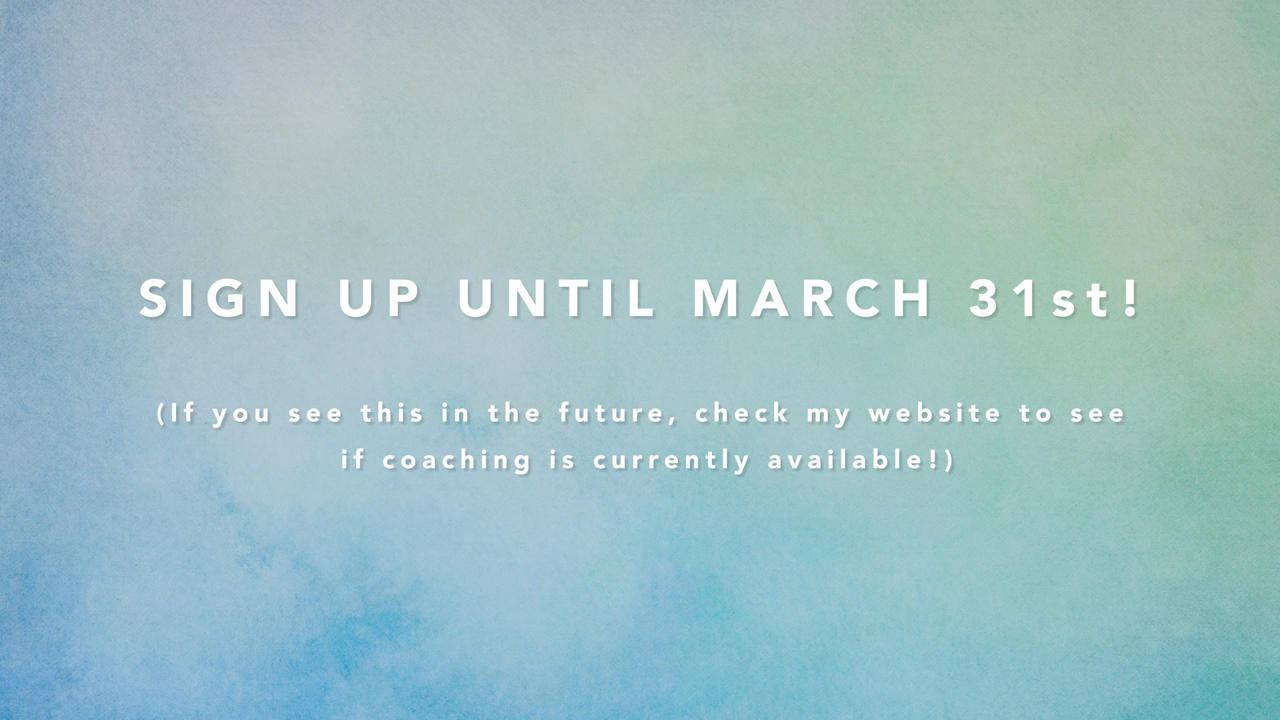 SIGN UP UNTIL MARCH 31st!
(If you see this in the future, check my website to see
if coaching is currently available!)